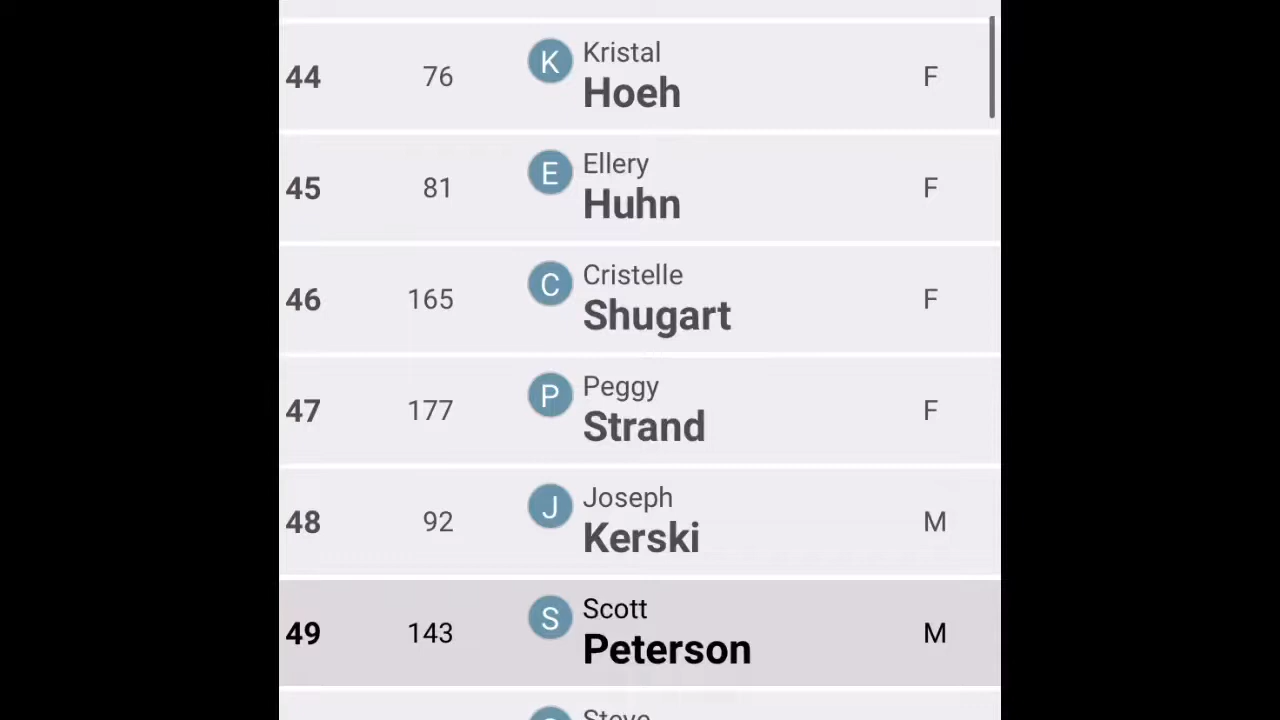 44 76 K Kristal Hoeh F
45 81 E Ellery Huhn F
46 165 C Cristelle Shugart F
47 177 P Peggy Strand F
48 92 J Joseph Kerski M
49 143 S Scott Peterson M